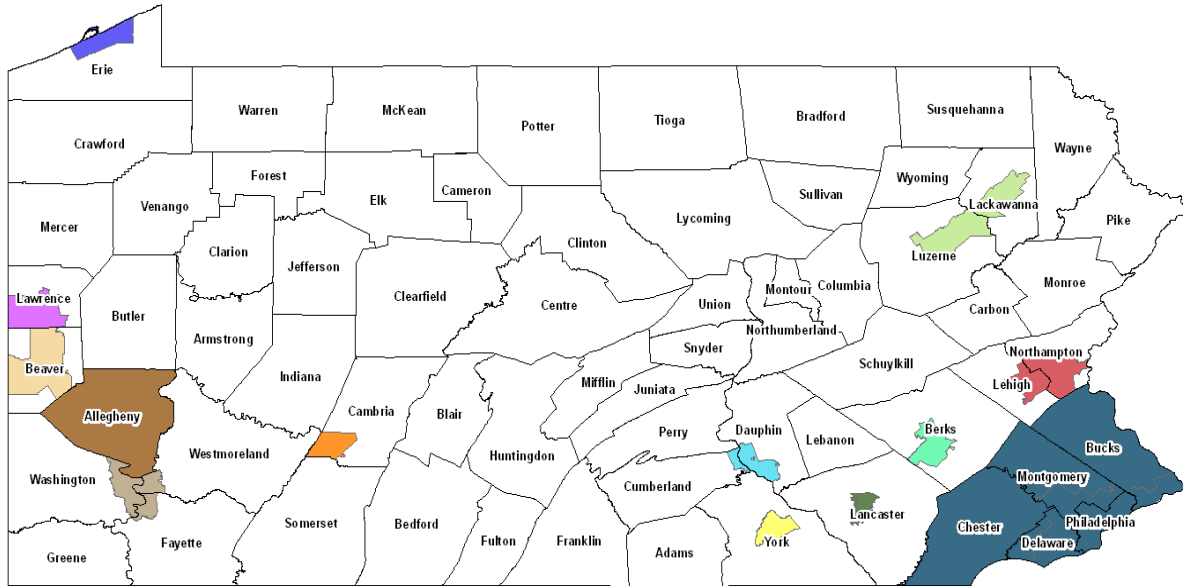 Erie
Warren
McKean
Potter
Tioga
Bradford
Susquehanna
Crawford
Wayne
Forest
Cameron
Elk
Wyoming
Sullivan
Lackawanna
Venango
Mercer
Lycoming
Pike
Clarion
Clinton
Luzerne
Jefferson
Monroe
Lawrence
Clearfield
Centre
Union
Montour
Columbia
Carbon
Butler
Armstrong
Northumberland
Snyder
Northampton
Beaver
Indiana
Schuylkill
Mifflin
Juniata
Lehigh
Allegheny
Cambria
Blair
Perry
Dauphin
Lebanon
Berks
Bucks
Westmoreland
Huntingdon
Washington
Montgomery
Cumberland
Lancaster
Somerset
Bedford
Chester
Philadelphia
Greene
Fayette
Fulton
Franklin
York
Delaware
Adams